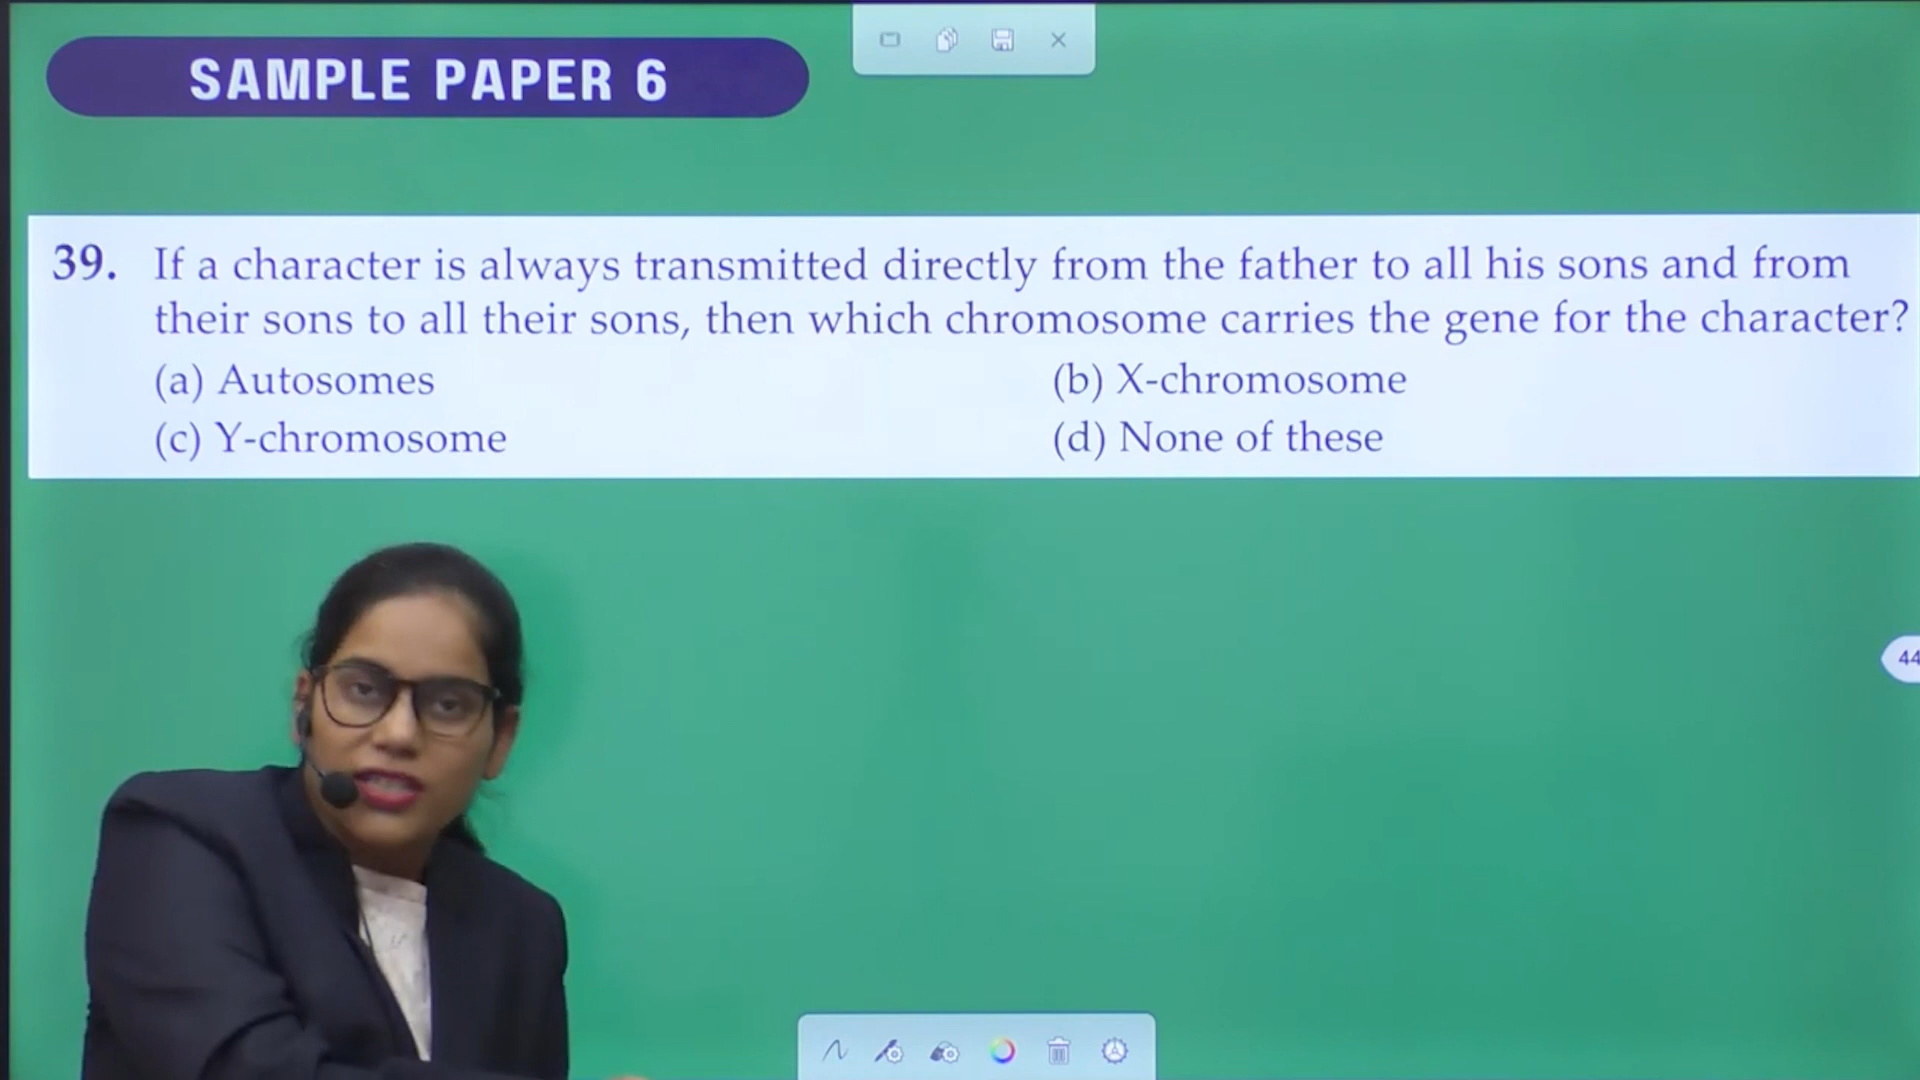 SAMPLE PAPER 6
39. If a character is always transmitted directly from the father to all his sons and from
their sons to all their sons, then which chromosome carries the gene for the character?
(a) Autosomes (b) X-chromosome
(c) Y-chromosome (d) None of these
44